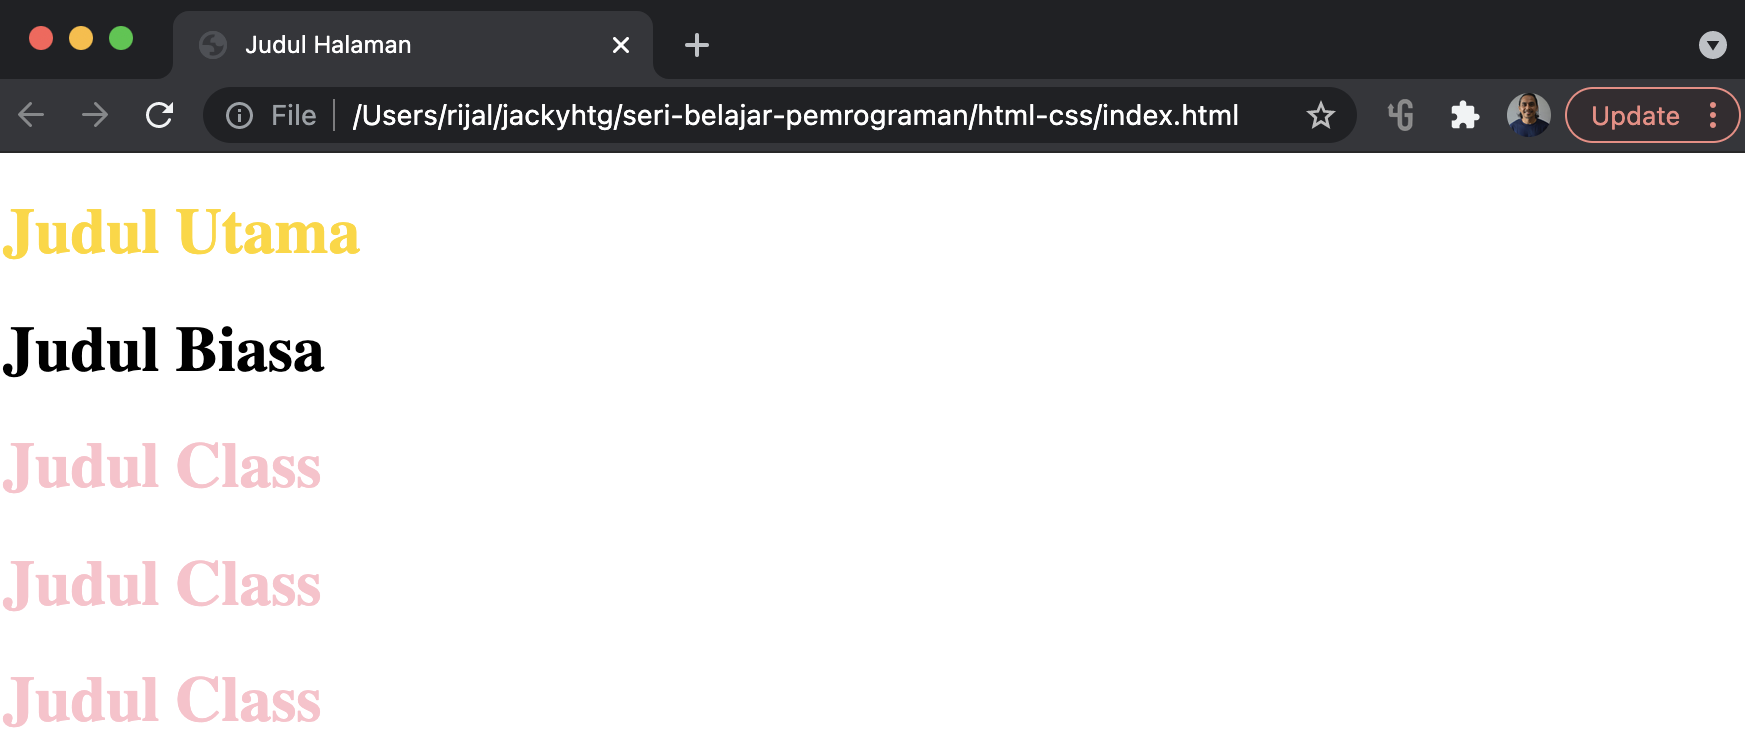 Judul Halaman
File /Users/rijal/jackyhtg/seri-belajar-pemrograman/html-css/index.html Update
Judul Utama
Judul Biasa
Judul Class
Judul Class
Judul Class